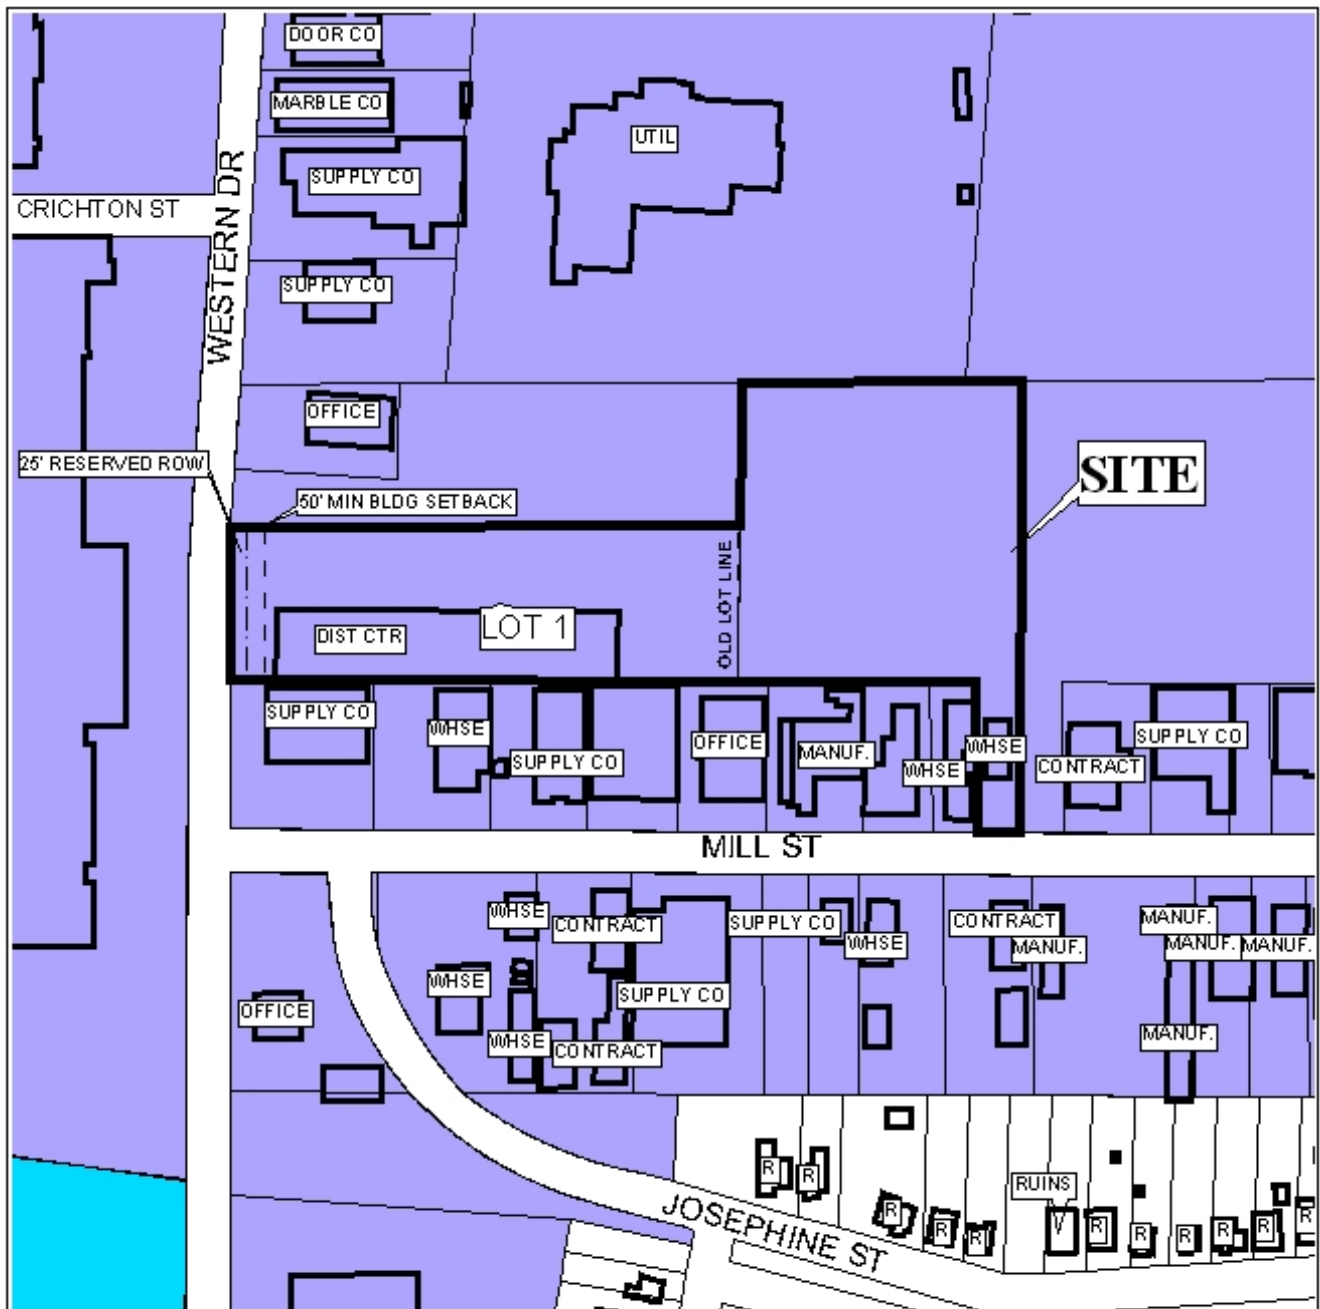 DOOR CO
MARBLE CO
UTIL
SUPPLY CO
CRICHTON ST
WESTERN DR
SUPPLY CO
OFFICE
25' RESERVED ROW
SITE
50' MIN BLDG SETBACK
OLD LOT LINE
LOT 1
DIST CTR
SUPPLY CO
WHSE
SUPPLY CO
OFFICE
MANUF.
WHSE
WHSE
CONTRACT
SUPPLY CO
MILL ST
WHSE
CONTRACT
SUPPLY CO
WHSE
CONTRACT
MANUF.
MANUF.
MANUF.
MANUF.
WHSE
SUPPLY CO
OFFICE
WHSE
CONTRACT
MANUF.
R
R
RUINS
V
R
R
R
R
R
R
R
R
R
JOSEPHINE ST